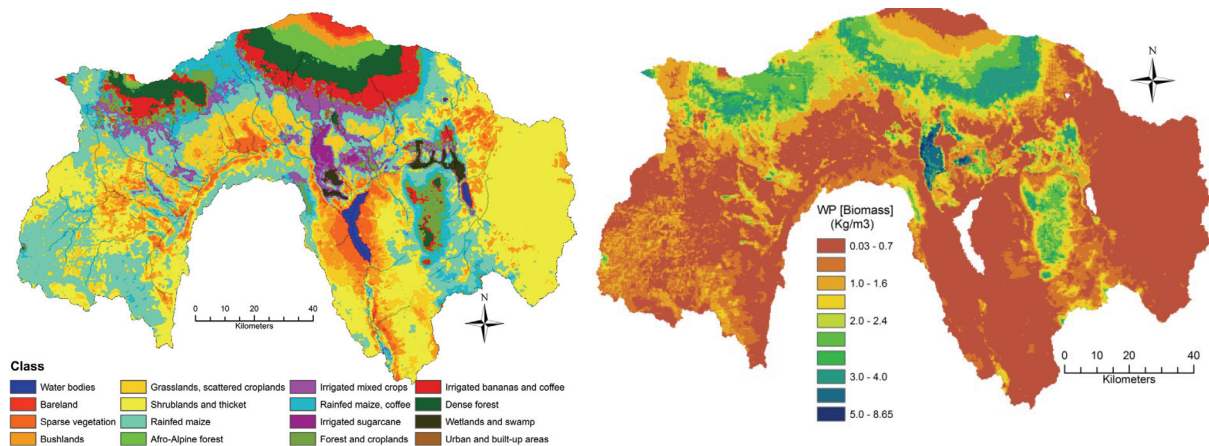 N
0 20 40
Kilometers
Class
Water bodies
Bareland
Sparse vegetation
Bushlands
Grasslands, scattered croplands
Shrublands and thicket
Rainfed maize
Afro-Alpine forest
Irrigated mixed crops
Rainfed maize, coffee
Irrigated sugarcane
Forest and croplands
Irrigated bananas and coffee
Dense forest
Wetlands and swamp
Urban and built-up areas
N
WP [Biomass]
(Kg/m3)
0.03 - 0.7
1.0 - 1.6
2.0 - 2.4
3.0 - 4.0
5.0 - 8.65
0 20 40
Kilometers